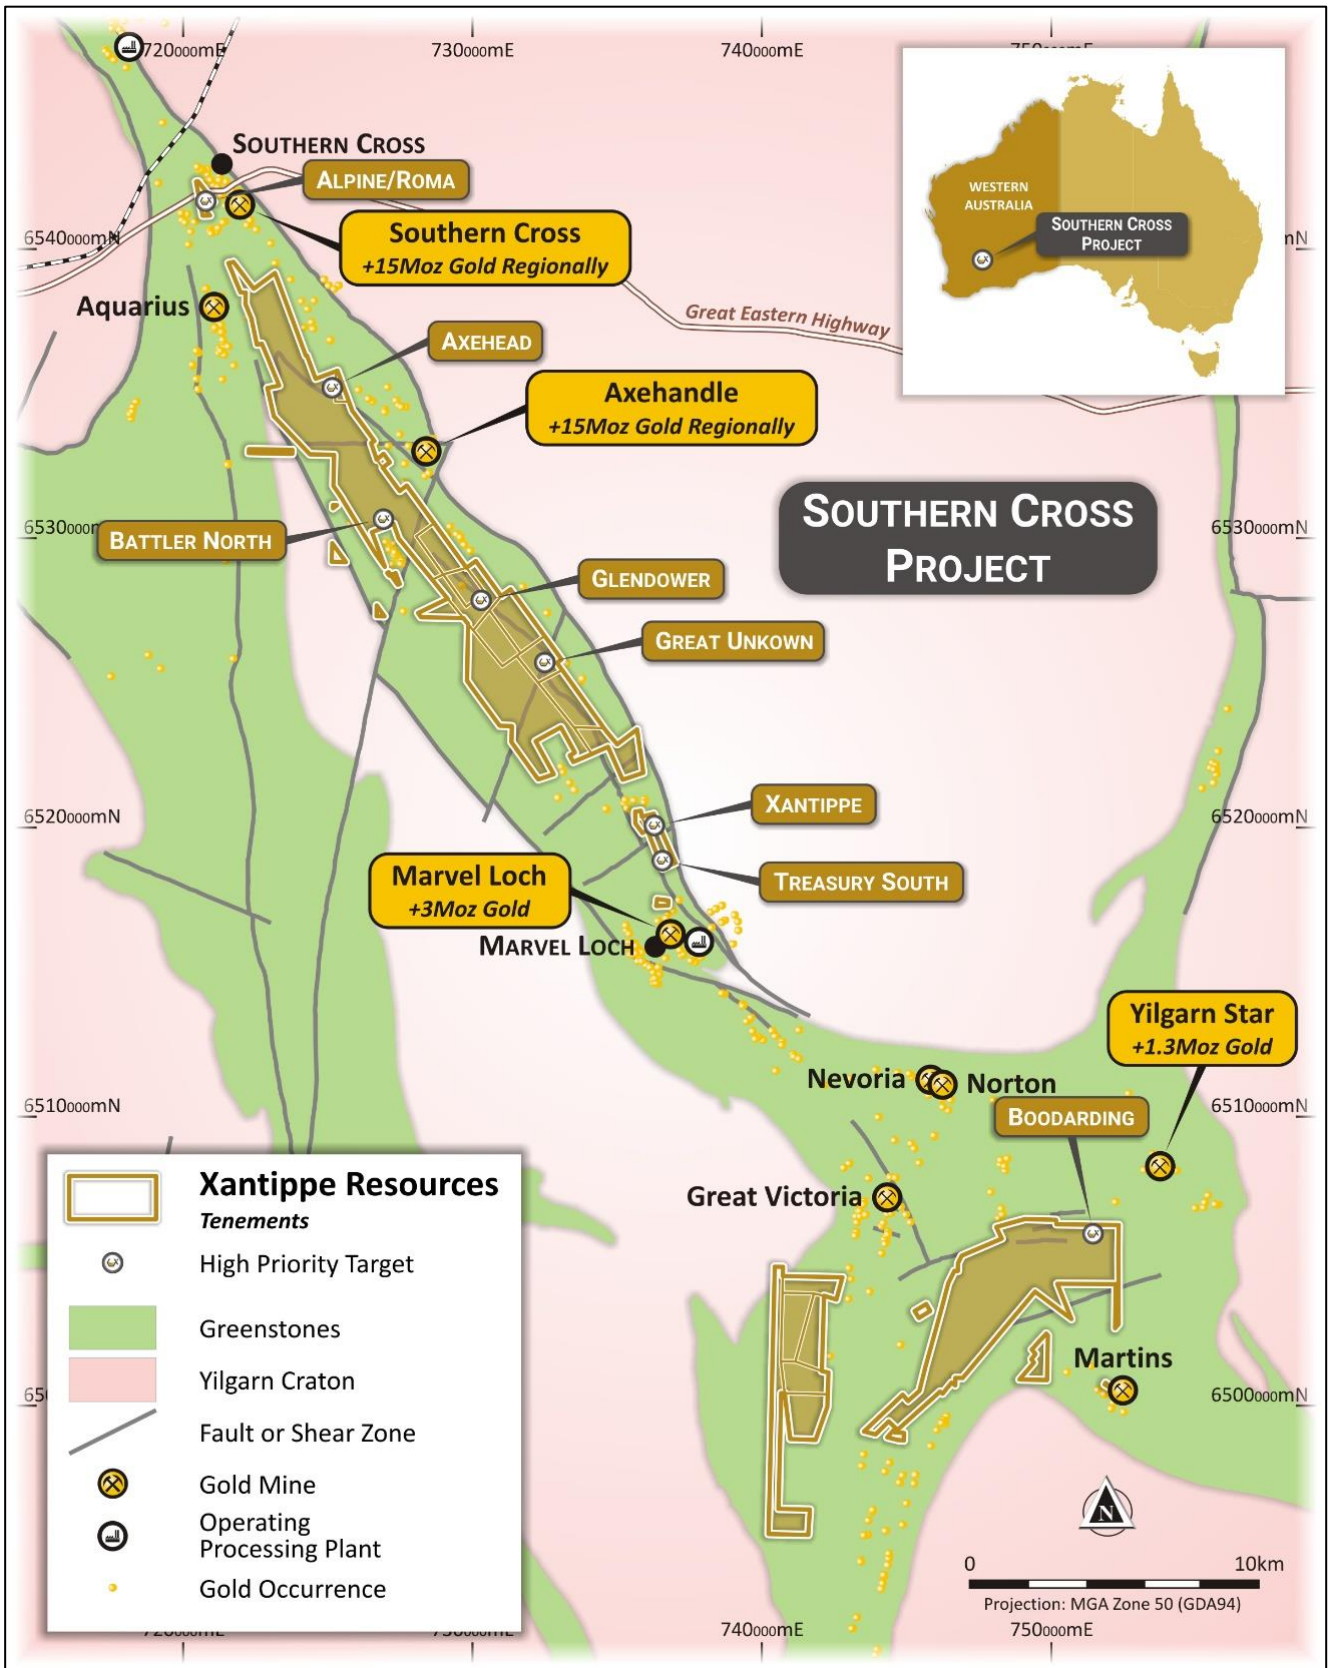 720000mE
730000mE
740000mE
SOUTHERN CROSS
ALPINE/ROMA
Southern Cross
+15Moz Gold Regionally
WESTERN
AUSTRALIA
SOUTHERN CROSS
PROJECT
6540000mN
mN
Aquarius
Great Eastern Highway
AXEHEAD
Axehandle
+15Moz Gold Regionally
SOUTHERN CROSS
PROJECT
BATTLER NORTH
6530000m
6530000mN
GLENDOWER
GREAT UNKOWN
XANTIPPE
6520000mN
6520000mN
Marvel Loch
+3Moz Gold
TREASURY SOUTH
MARVEL LOCH
Yilgarn Star
+1.3Moz Gold
Nevoria
Norton
6510000mN
6510000mN
BOODARDING
Great Victoria
Martins
6500000mN
Xantippe Resources
Tenements
High Priority Target
Greenstones
Yilgarn Craton
Fault or Shear Zone
Gold Mine
Operating
Processing Plant
Gold Occurrence
N
0 10km
Projection: MGA Zone 50 (GDA94)
740000mE
750000mE